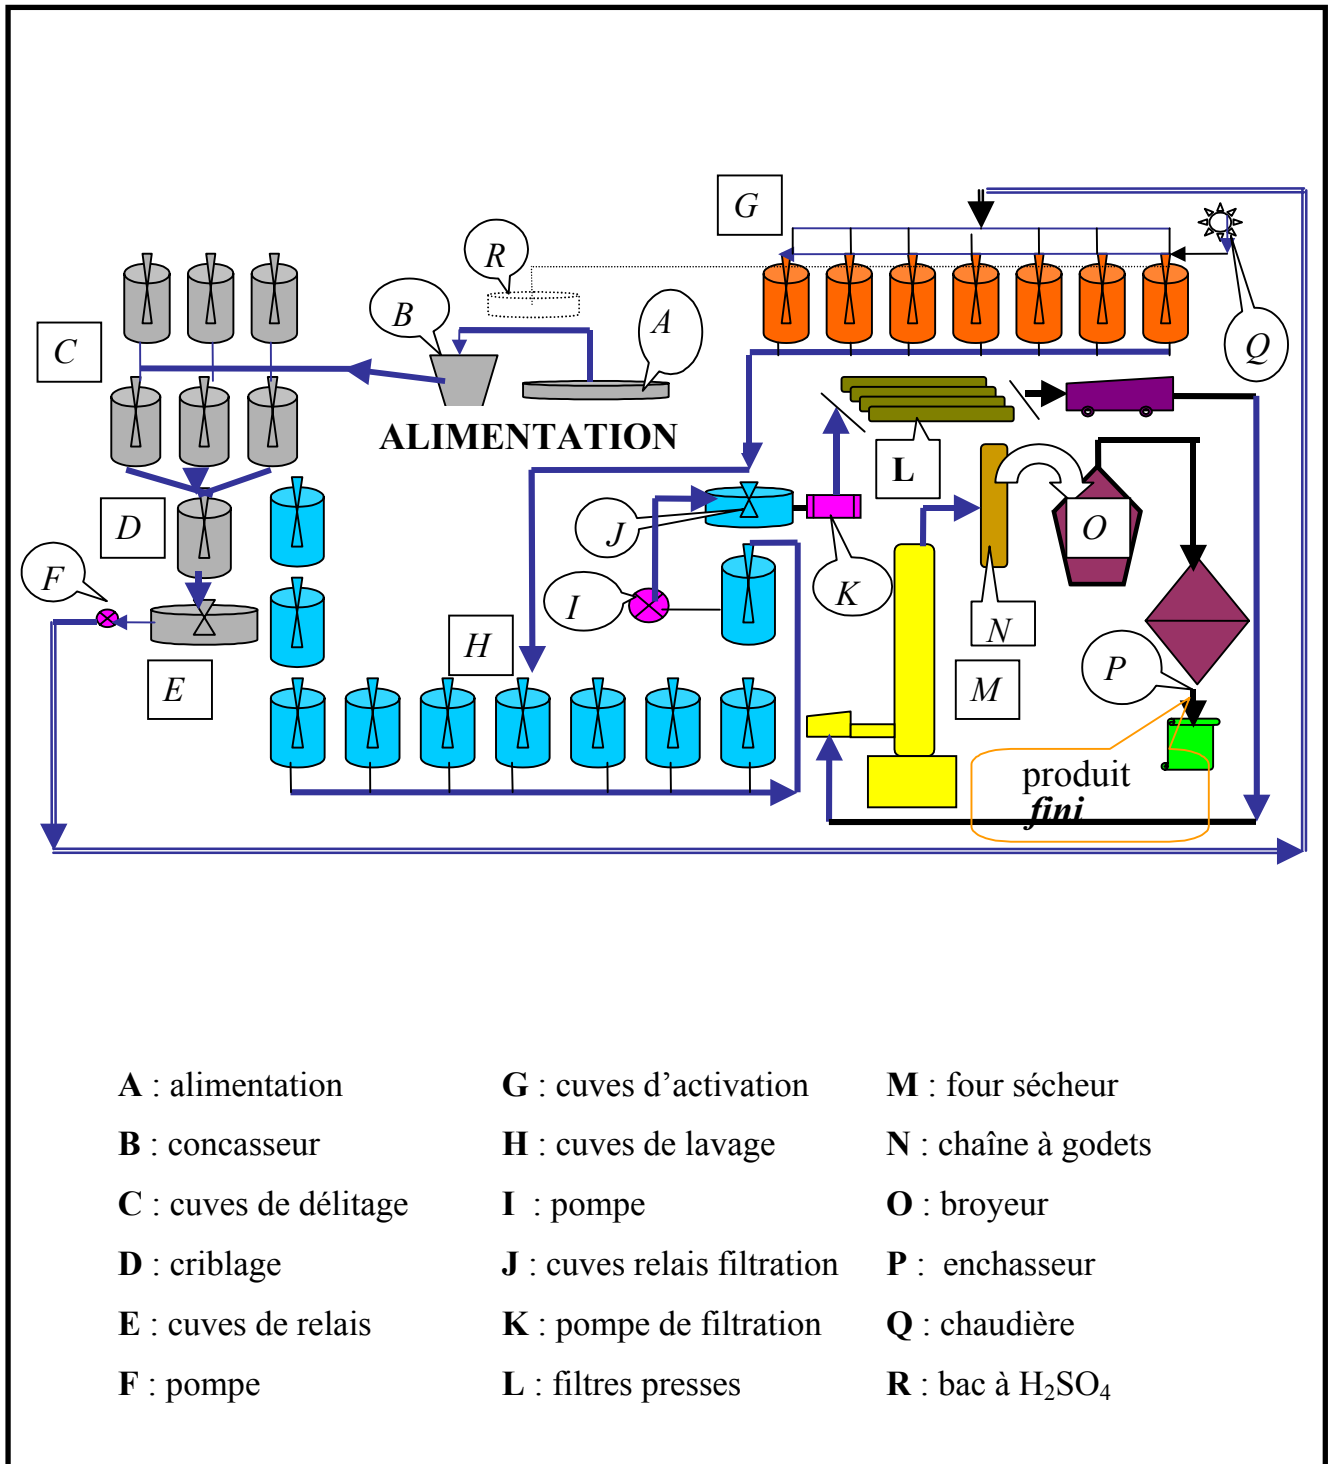 G
R
B
A
C
Q
ALIMENTATION
L
D
J
O
F
I
K
N
H
E
M
P
produit
fini
A : alimentation
B : concasseur
C : cuves de délitage
D : criblage
E : cuves de relais
F : pompe
G : cuves d’activation
H : cuves de lavage
I : pompe
J : cuves relais filtration
K : pompe de filtration
L : filtres presses
M : four sécheur
N : chaîne à godets
O : broyeur
P : enchasseur
Q : chaudière
R : bac à H₂SO₄